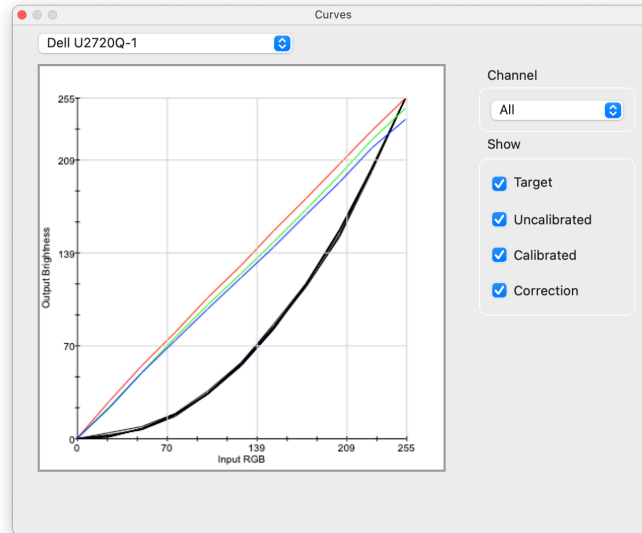 Curves
Dell U2720Q-1
Channel
All
Show
Target
Uncalibrated
Calibrated
Correction
255
209
139
70
0
Output Brightness
0 70 139 209 255
Input RGB